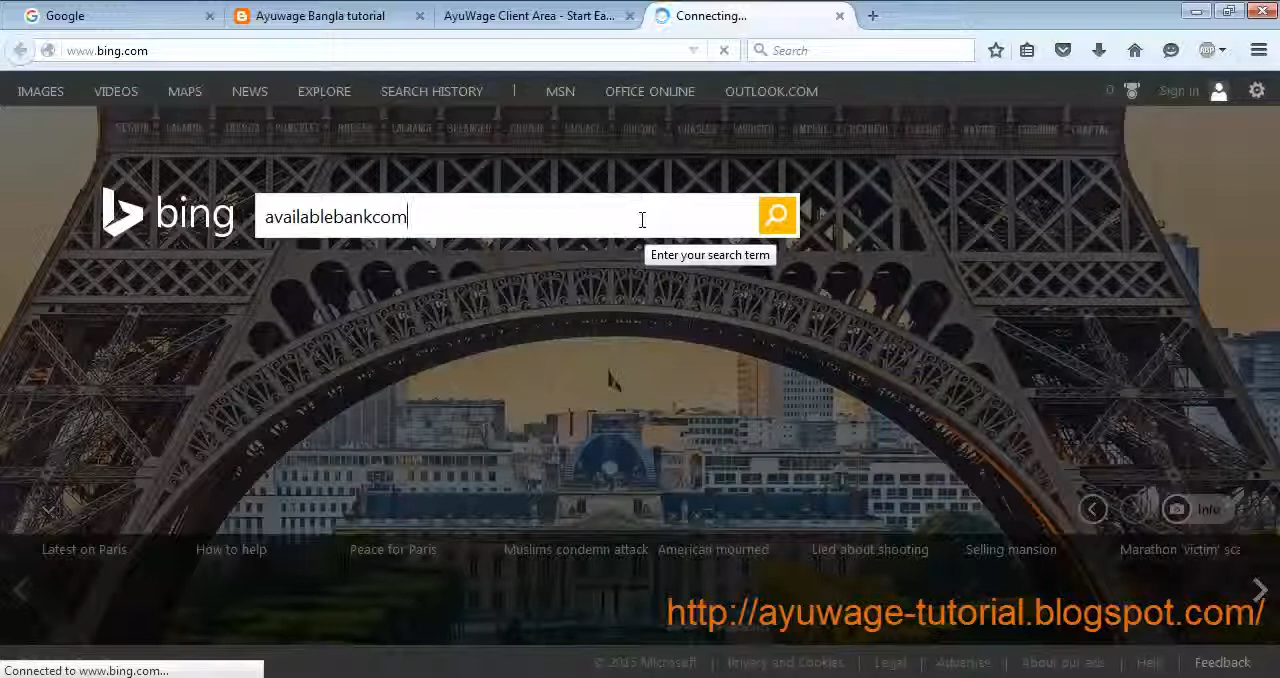 Google
Ayuwage Bangla tutorial
AyuWage Client Area - Start Ea...
Connecting...
www.bing.com
Search
ABP
IMAGES
VIDEOS
MAPS
NEWS
EXPLORE
SEARCH HISTORY
MSN
OFFICE ONLINE
OUTLOOK.COM
0
Sign in
bing
availablebankcom
Enter your search term
Info
Latest on Paris
How to help
Peace for Paris
Muslims condemn attack
American mourned
Lied about shooting
Selling mansion
Marathon 'victim' sca
http://ayuwage-tutorial.blogspot.com/
Connected to www.bing.com...
© 2015 Microsoft
Privacy and Cookies
Legal
Advertise
About our ads
Help
Feedback